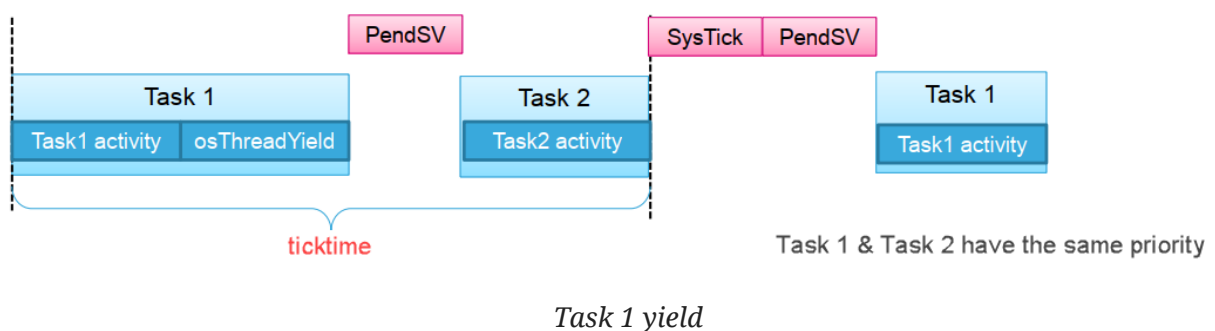 PendSV
SysTick PendSV
Task 1
Task 2
Task 1
Task1 activity osThreadYield
Task2 activity
Task1 activity
ticktime
Task 1 & Task 2 have the same priority
Task 1 yield